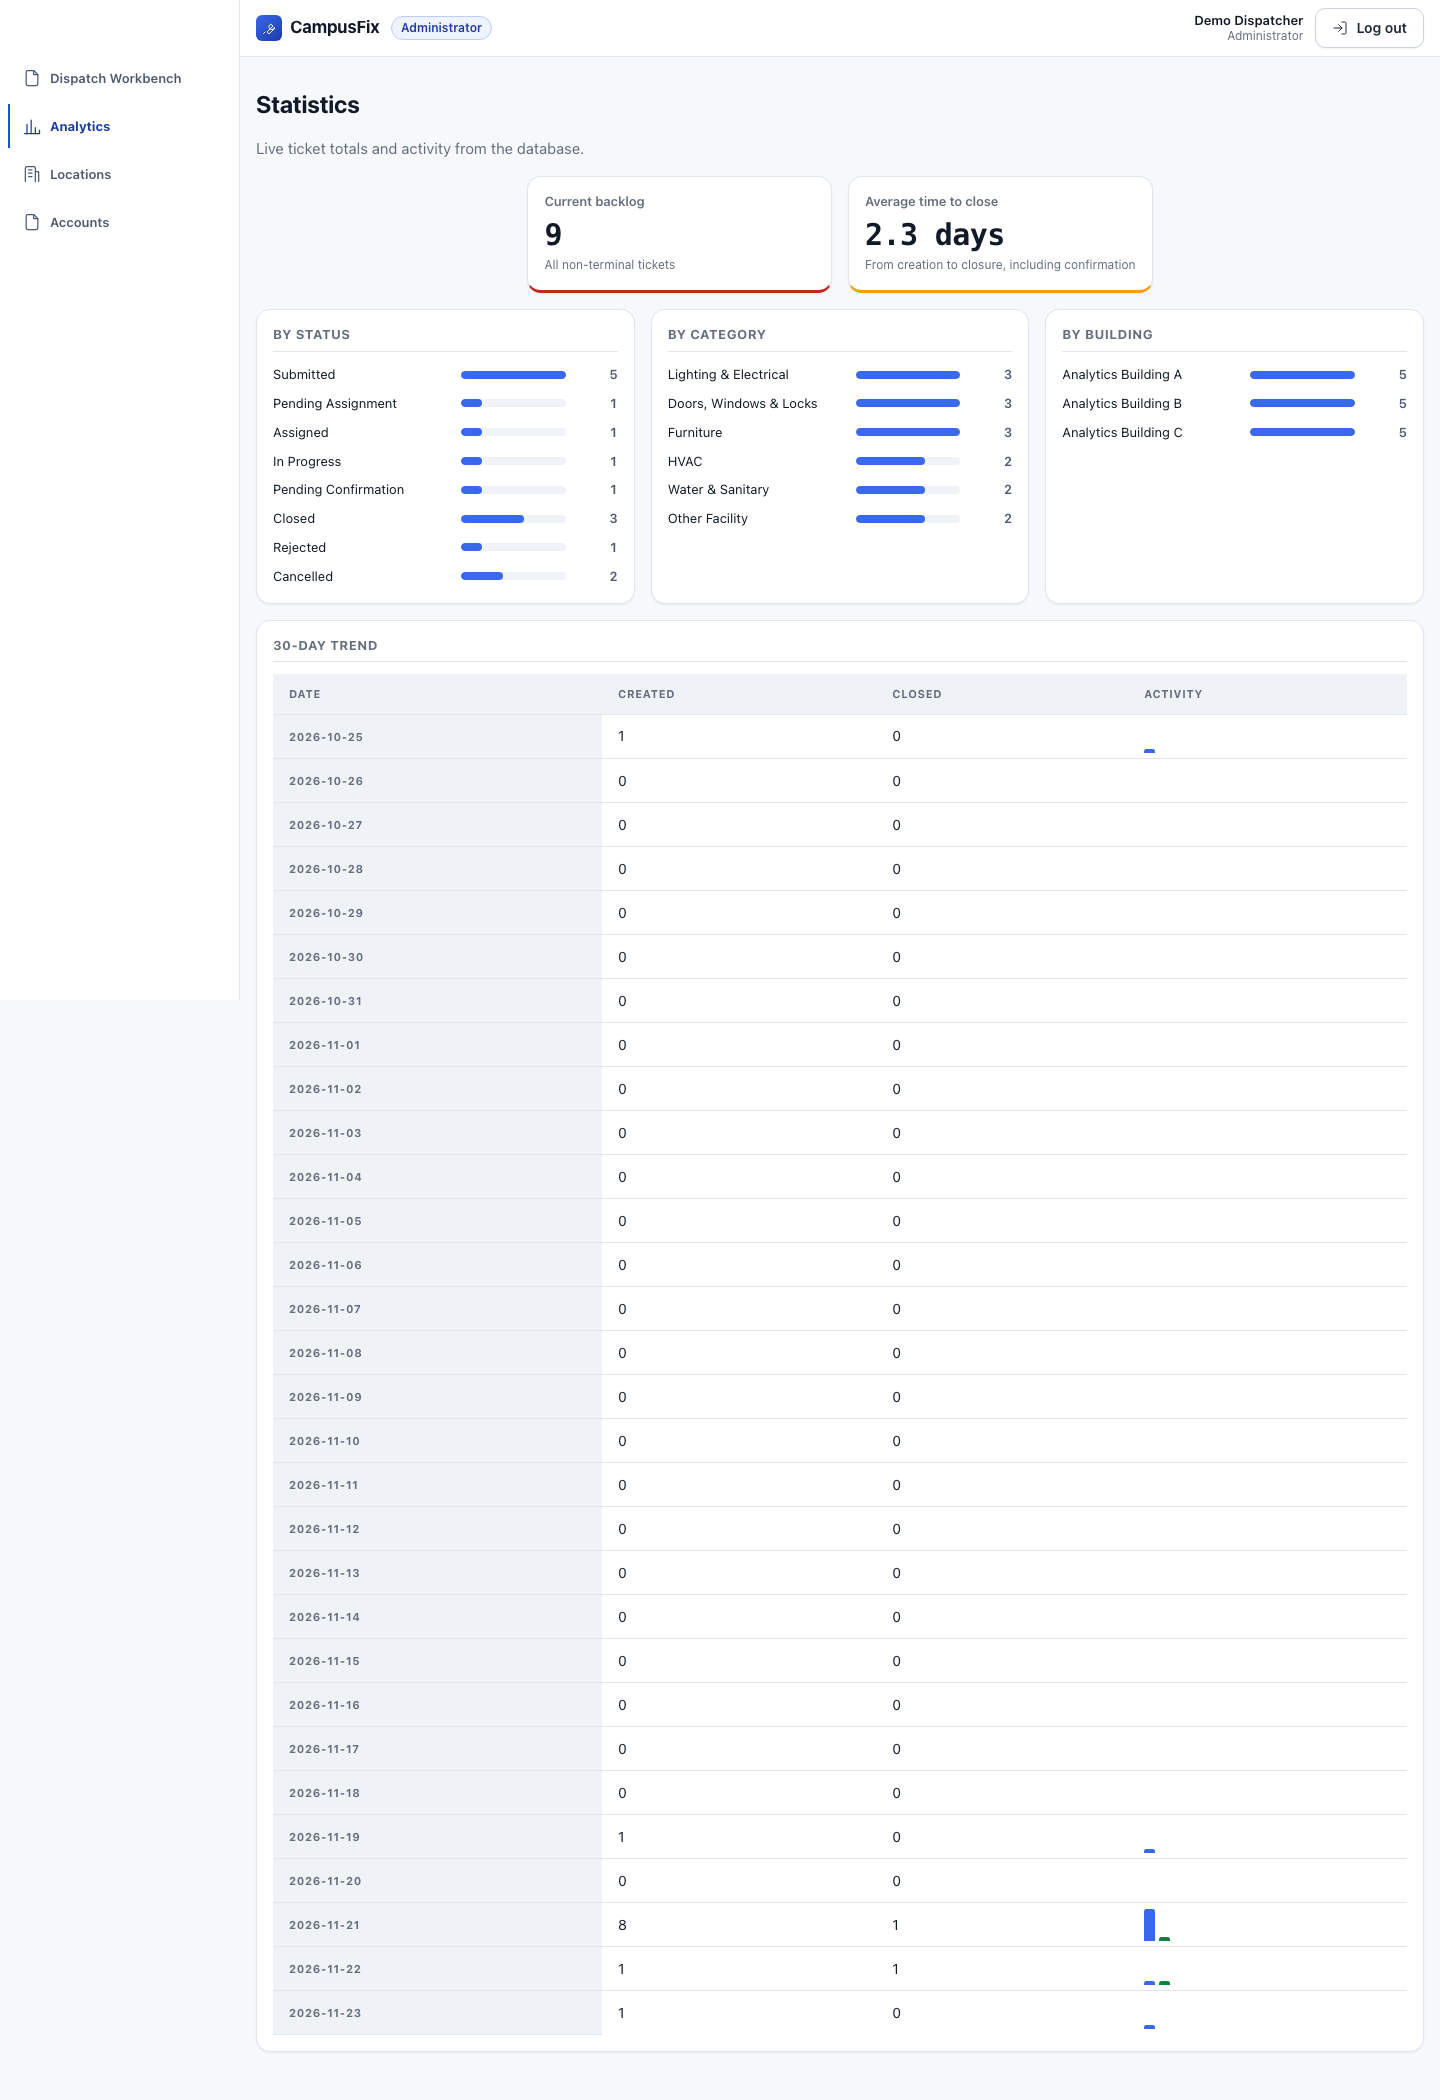 CampusFix Administrator
Demo Dispatcher
Administrator
Log out
Dispatch Workbench
Analytics
Locations
Accounts
Statistics
Live ticket totals and activity from the database.
Current backlog
9
All non-terminal tickets
Average time to close
2.3 days
From creation to closure, including confirmation
BY STATUS
Submitted 5
Pending Assignment 1
Assigned 1
In Progress 1
Pending Confirmation 1
Closed 3
Rejected 1
Cancelled 2
BY CATEGORY
Lighting & Electrical 3
Doors, Windows & Locks 3
Furniture 3
HVAC 2
Water & Sanitary 2
Other Facility 2
BY BUILDING
Analytics Building A 5
Analytics Building B 5
Analytics Building C 5
30-DAY TREND
DATE CREATED CLOSED ACTIVITY
2026-10-25 1 0
2026-10-26 0 0
2026-10-27 0 0
2026-10-28 0 0
2026-10-29 0 0
2026-10-30 0 0
2026-10-31 0 0
2026-11-01 0 0
2026-11-02 0 0
2026-11-03 0 0
2026-11-04 0 0
2026-11-05 0 0
2026-11-06 0 0
2026-11-07 0 0
2026-11-08 0 0
2026-11-09 0 0
2026-11-10 0 0
2026-11-11 0 0
2026-11-12 0 0
2026-11-13 0 0
2026-11-14 0 0
2026-11-15 0 0
2026-11-16 0 0
2026-11-17 0 0
2026-11-18 0 0
2026-11-19 1 0
2026-11-20 0 0
2026-11-21 8 1
2026-11-22 1 1
2026-11-23 1 0